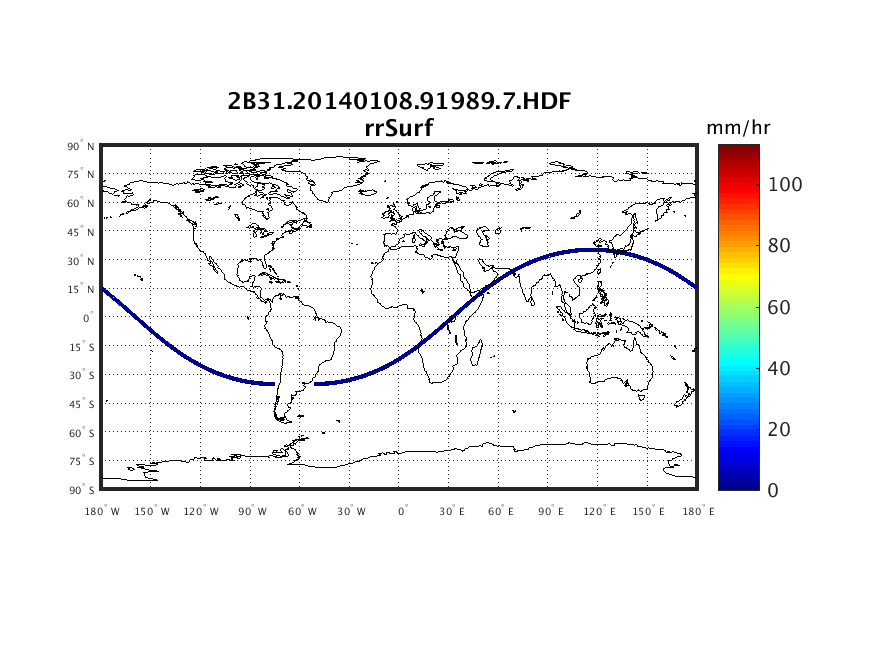 2B31.20140108.91989.7.HDF
rrSurf
mm/hr
90° N
75° N
60° N
45° N
30° N
15° N
0°
15° S
30° S
45° S
60° S
75° S
90° S
180° W 150° W 120° W 90° W 60° W 30° W 0° 30° E 60° E 90° E 120° E 150° E 180° E
100
80
60
40
20
0